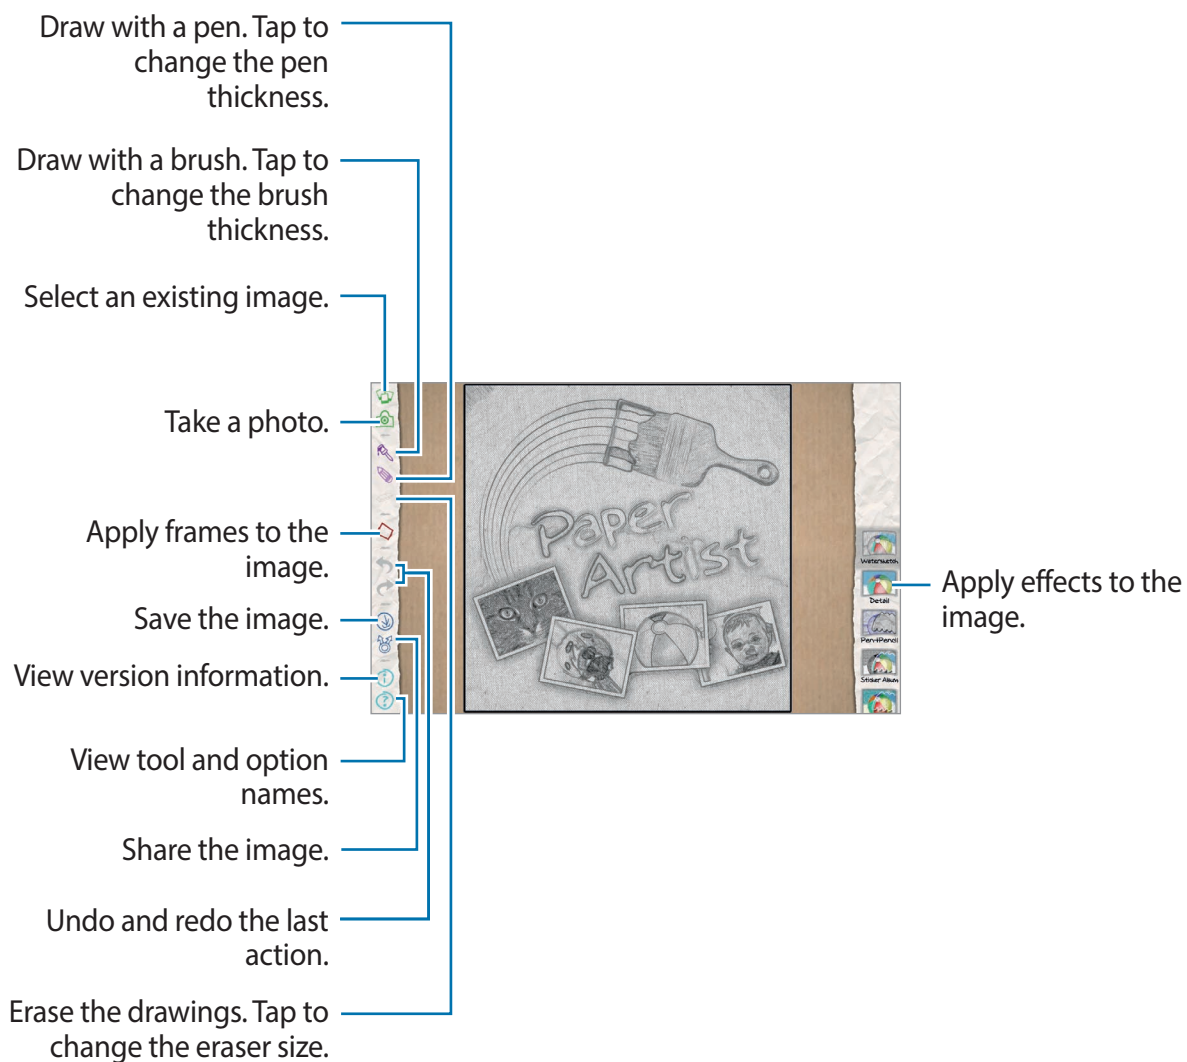 Draw with a pen. Tap to
change the pen
thickness.
Draw with a brush. Tap to
change the brush
thickness.
Select an existing image.
Take a photo.
Apply frames to the
image.
Save the image.
View version information.
View tool and option
names.
Share the image.
Undo and redo the last
action.
Erase the drawings. Tap to
change the eraser size.
Paper
Artist
Watersketch
Detail
Pen+Pencil
Sticker Album
Apply effects to the
image.